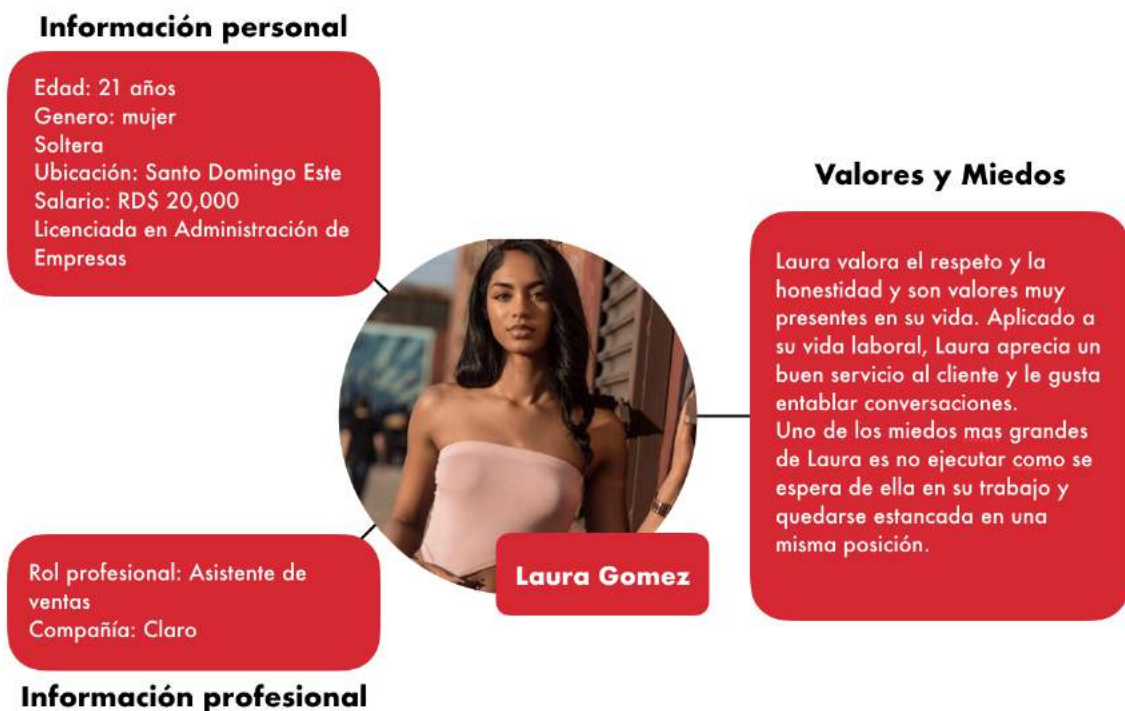 Información personal
Edad: 21 años
Genero: mujer
Soltera
Ubicación: Santo Domingo Este
Salario: RD$ 20,000
Licenciada en Administración de
Empresas
Valores y Miedos
Laura valora el respeto y la
honestidad y son valores muy
presentes en su vida. Aplicado a
su vida laboral, Laura aprecia un
buen servicio al cliente y le gusta
entablar conversaciones.
Uno de los miedos mas grandes
de Laura es no ejecutar como se
espera de ella en su trabajo y
quedarse estancada en una
misma posición.
Laura Gomez
Rol profesional: Asistente de
ventas
Compañía: Claro
Información profesional